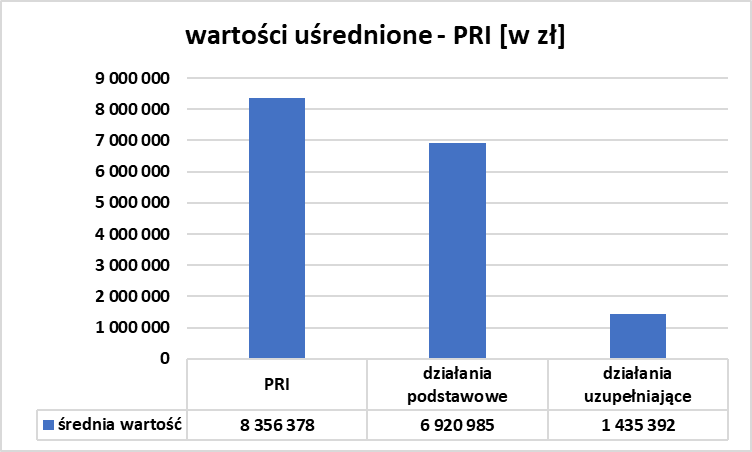 wartości uśrednione - PRI [w zł]
9 000 000
8 000 000
7 000 000
6 000 000
5 000 000
4 000 000
3 000 000
2 000 000
1 000 000
0
PRI
działania
podstawowe
działania
uzupełniające
średnia wartość 8 356 378 6 920 985 1 435 392